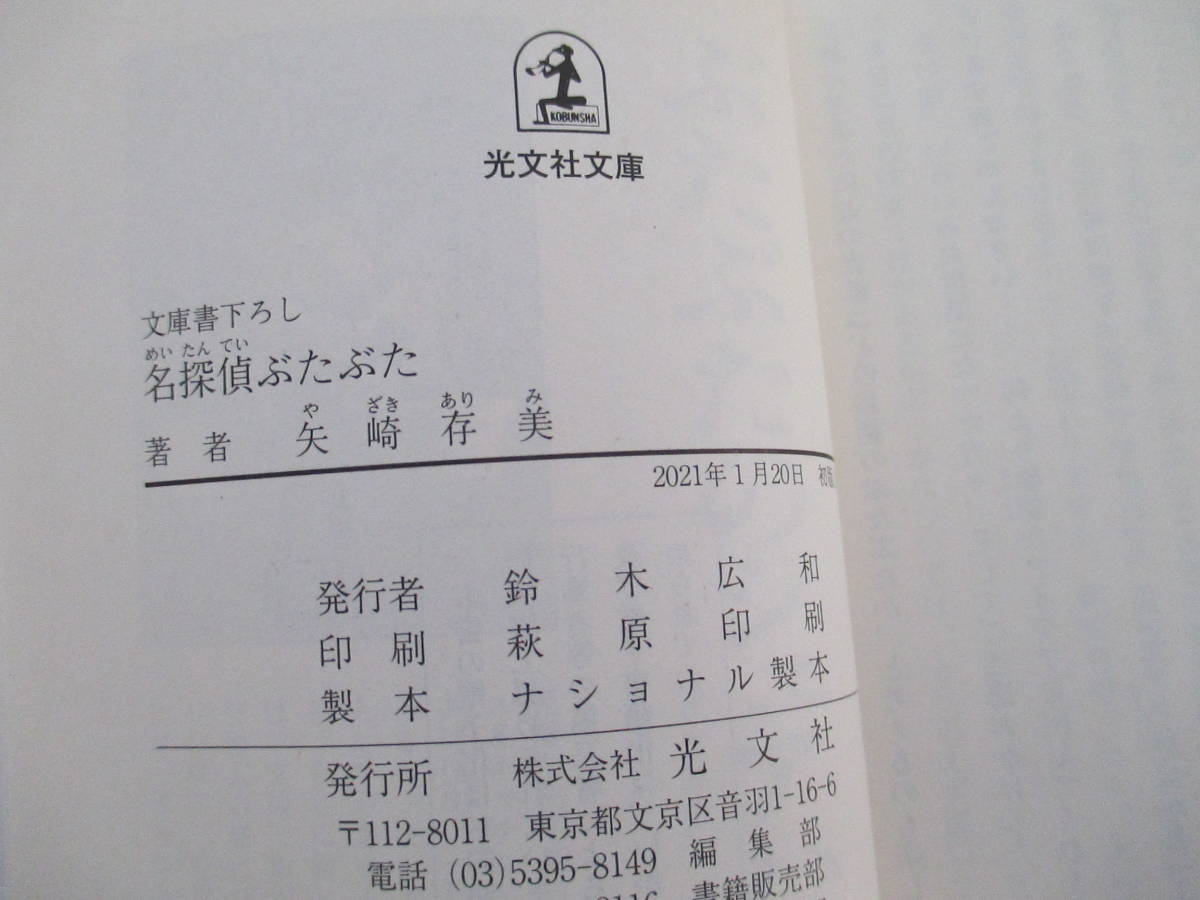 KOBUNSHA
光文社文庫
文庫書下ろし
めいたんてい
名探偵ぶたぶた
や ざき あり み
著者 矢崎存美
2021年1月20日 初版
発行者 鈴木広和
印刷 萩原印刷
製本 ナショナル製本
発行所 株式会社 光文社
〒112-8011 東京都文京区音羽1-16-6
電話 (03)5395-8149 編集部
8116 書籍販売部